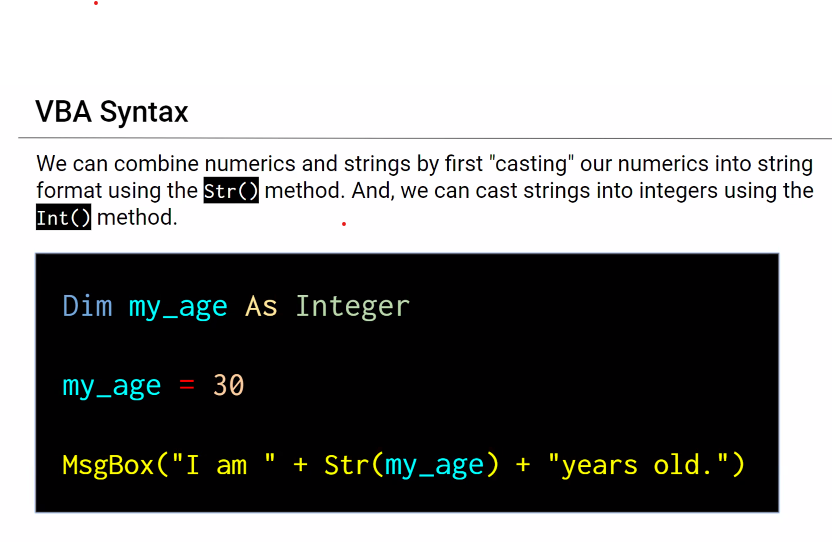 VBA Syntax
We can combine numerics and strings by first "casting" our numerics into string
format using the Str() method. And, we can cast strings into integers using the
Int() method.
Dim my_age As Integer
my_age = 30
MsgBox("I am " + Str(my_age) + "years old.")